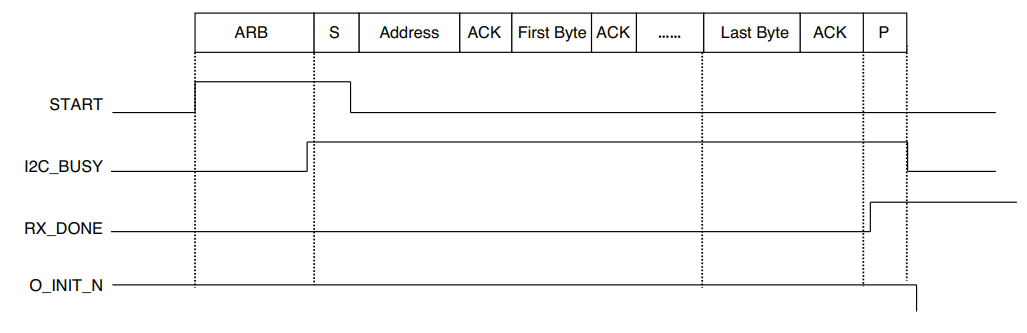 ARB S Address ACK First Byte ACK ...... Last Byte ACK P
START
I2C_BUSY
RX_DONE
O_INIT_N